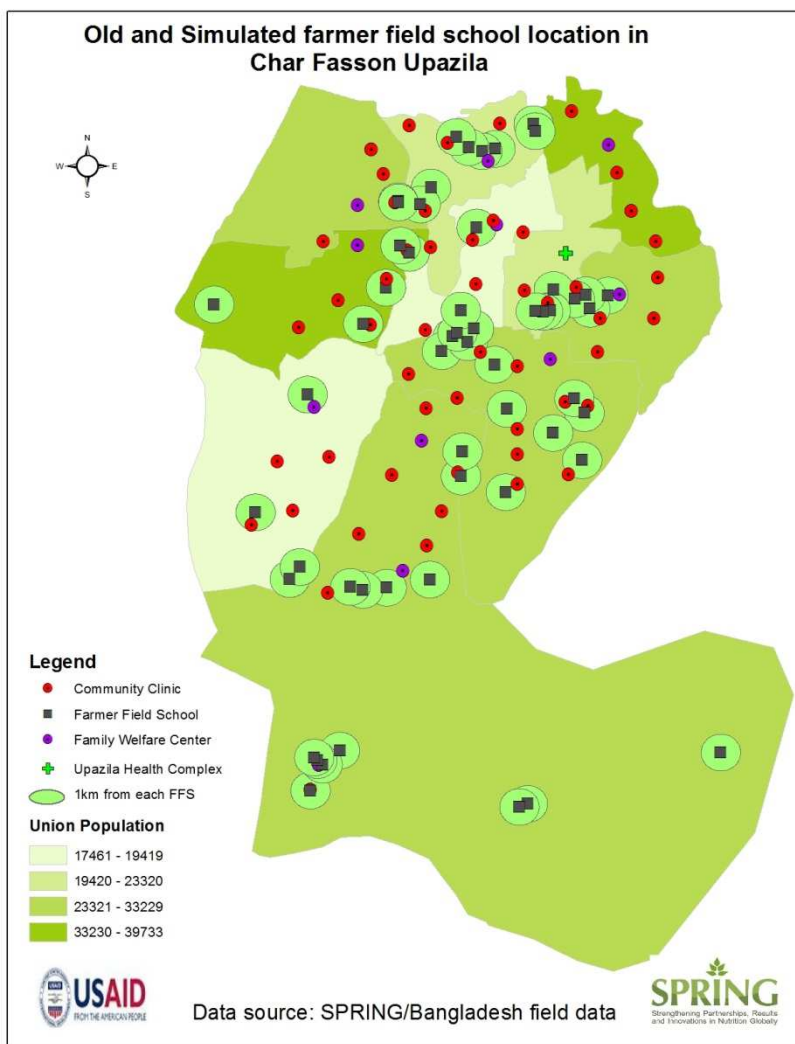 Old and Simulated farmer field school location in
Char Fasson Upazila
N
W E
S
Legend
Community Clinic
Farmer Field School
Family Welfare Center
Upazila Health Complex
1km from each FFS
Union Population
17461 - 19419
19420 - 23320
23321 - 33229
33230 - 39733
USAID
FROM THE AMERICAN PEOPLE
Data source: SPRING/Bangladesh field data
SPRING
Strengthening Partnerships, Results
and Innovations in Nutrition Globally